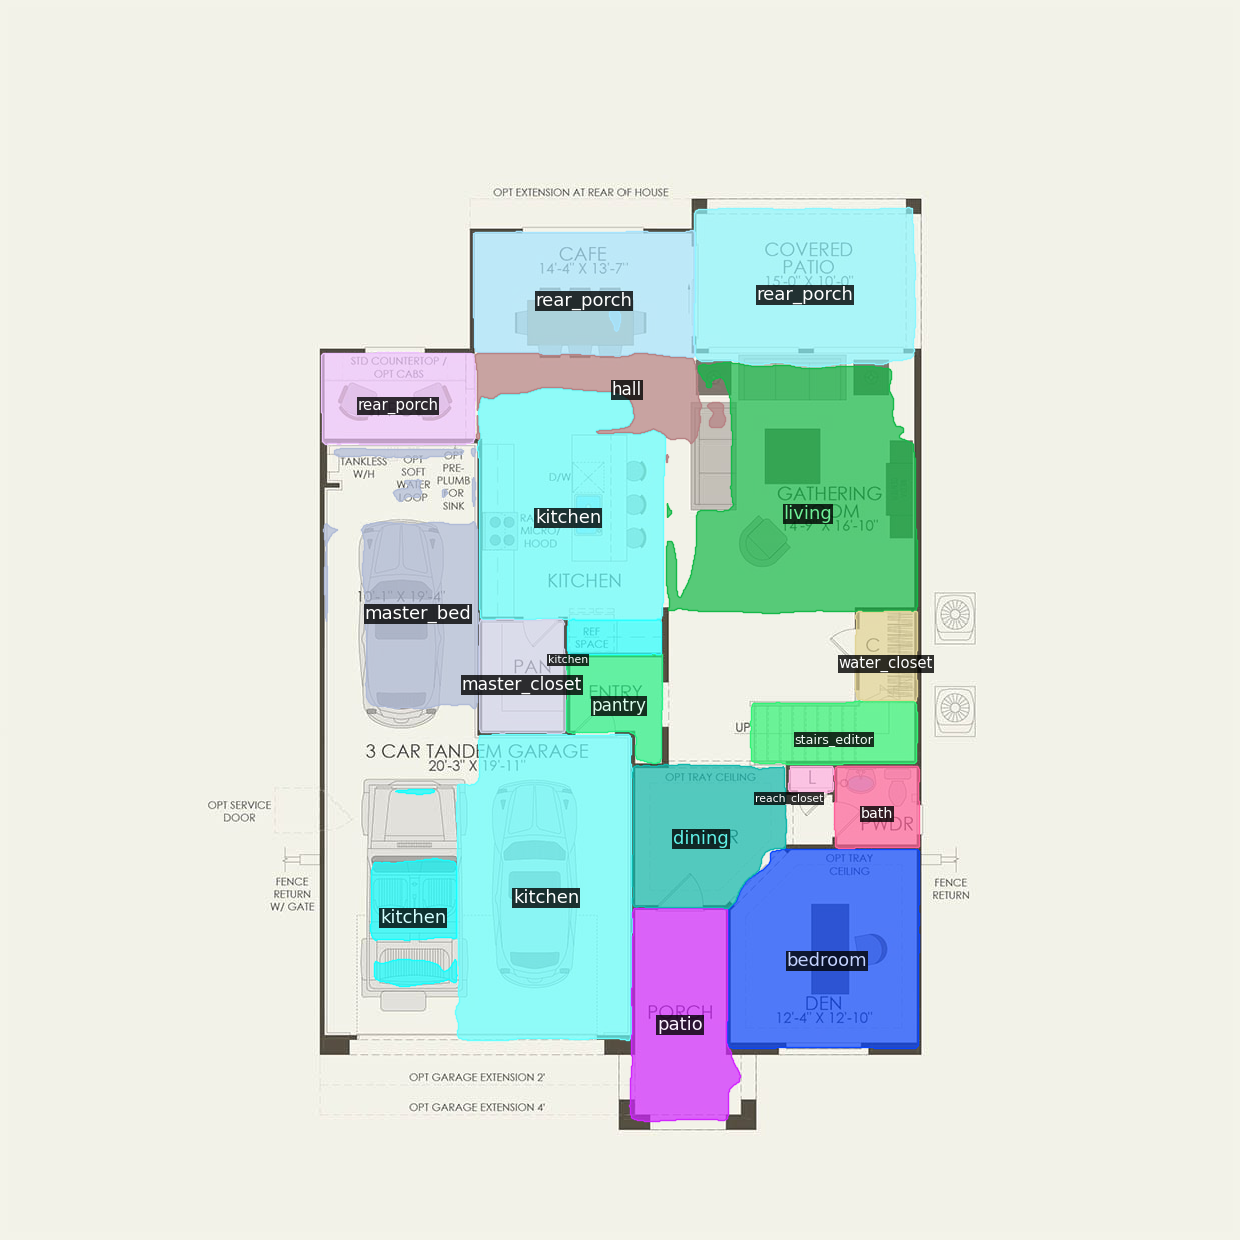 OPT EXTENSION AT REAR OF HOUSE
CAFE
14'-4" X 13'-7"
rear_porch
COVERED
PATIO
15'-0" X 10'-0"
rear_porch
STD COUNTERTOP /
OPT CABS
rear_porch
hall
TANKLESS
W/H
OPT
SOFT
WATER
LOOP
OPT
PRE-
PLUMB
FOR
SINK
D/W
kitchen
MICRO/
HOOD
KITCHEN
GATHERING
living
14'-9" X 16'-10"
10'-1" X 19'-4"
master_bed
REF
SPACE
kitchen
PAN
master_closet
ENTRY
pantry
C
water_closet
UP
stairs_editor
3 CAR TANDEM GARAGE
20'-3" X 19'-11"
OPT TRAY CEILING
dining
L
reach_closet
bath
PWDR
OPT SERVICE
DOOR
OPT TRAY
CEILING
FENCE
RETURN
W/ GATE
FENCE
RETURN
kitchen
kitchen
bedroom
DEN
12'-4" X 12'-10"
PORCH
patio
OPT GARAGE EXTENSION 2'
OPT GARAGE EXTENSION 4'